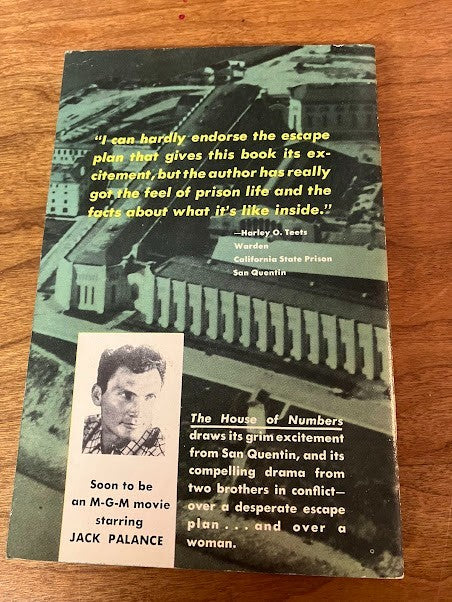 "I can hardly endorse the escape
plan that gives this book its ex-
citement, but the author has really
got the feel of prison life and the
facts about what it's like inside."
—Harley O. Teets
Warden
California State Prison
San Quentin
Soon to be
an M-G-M movie
starring
JACK PALANCE
The House of Numbers
draws its grim excitement
from San Quentin, and its
compelling drama from
two brothers in conflict—
over a desperate escape
plan . . . and over a
woman.